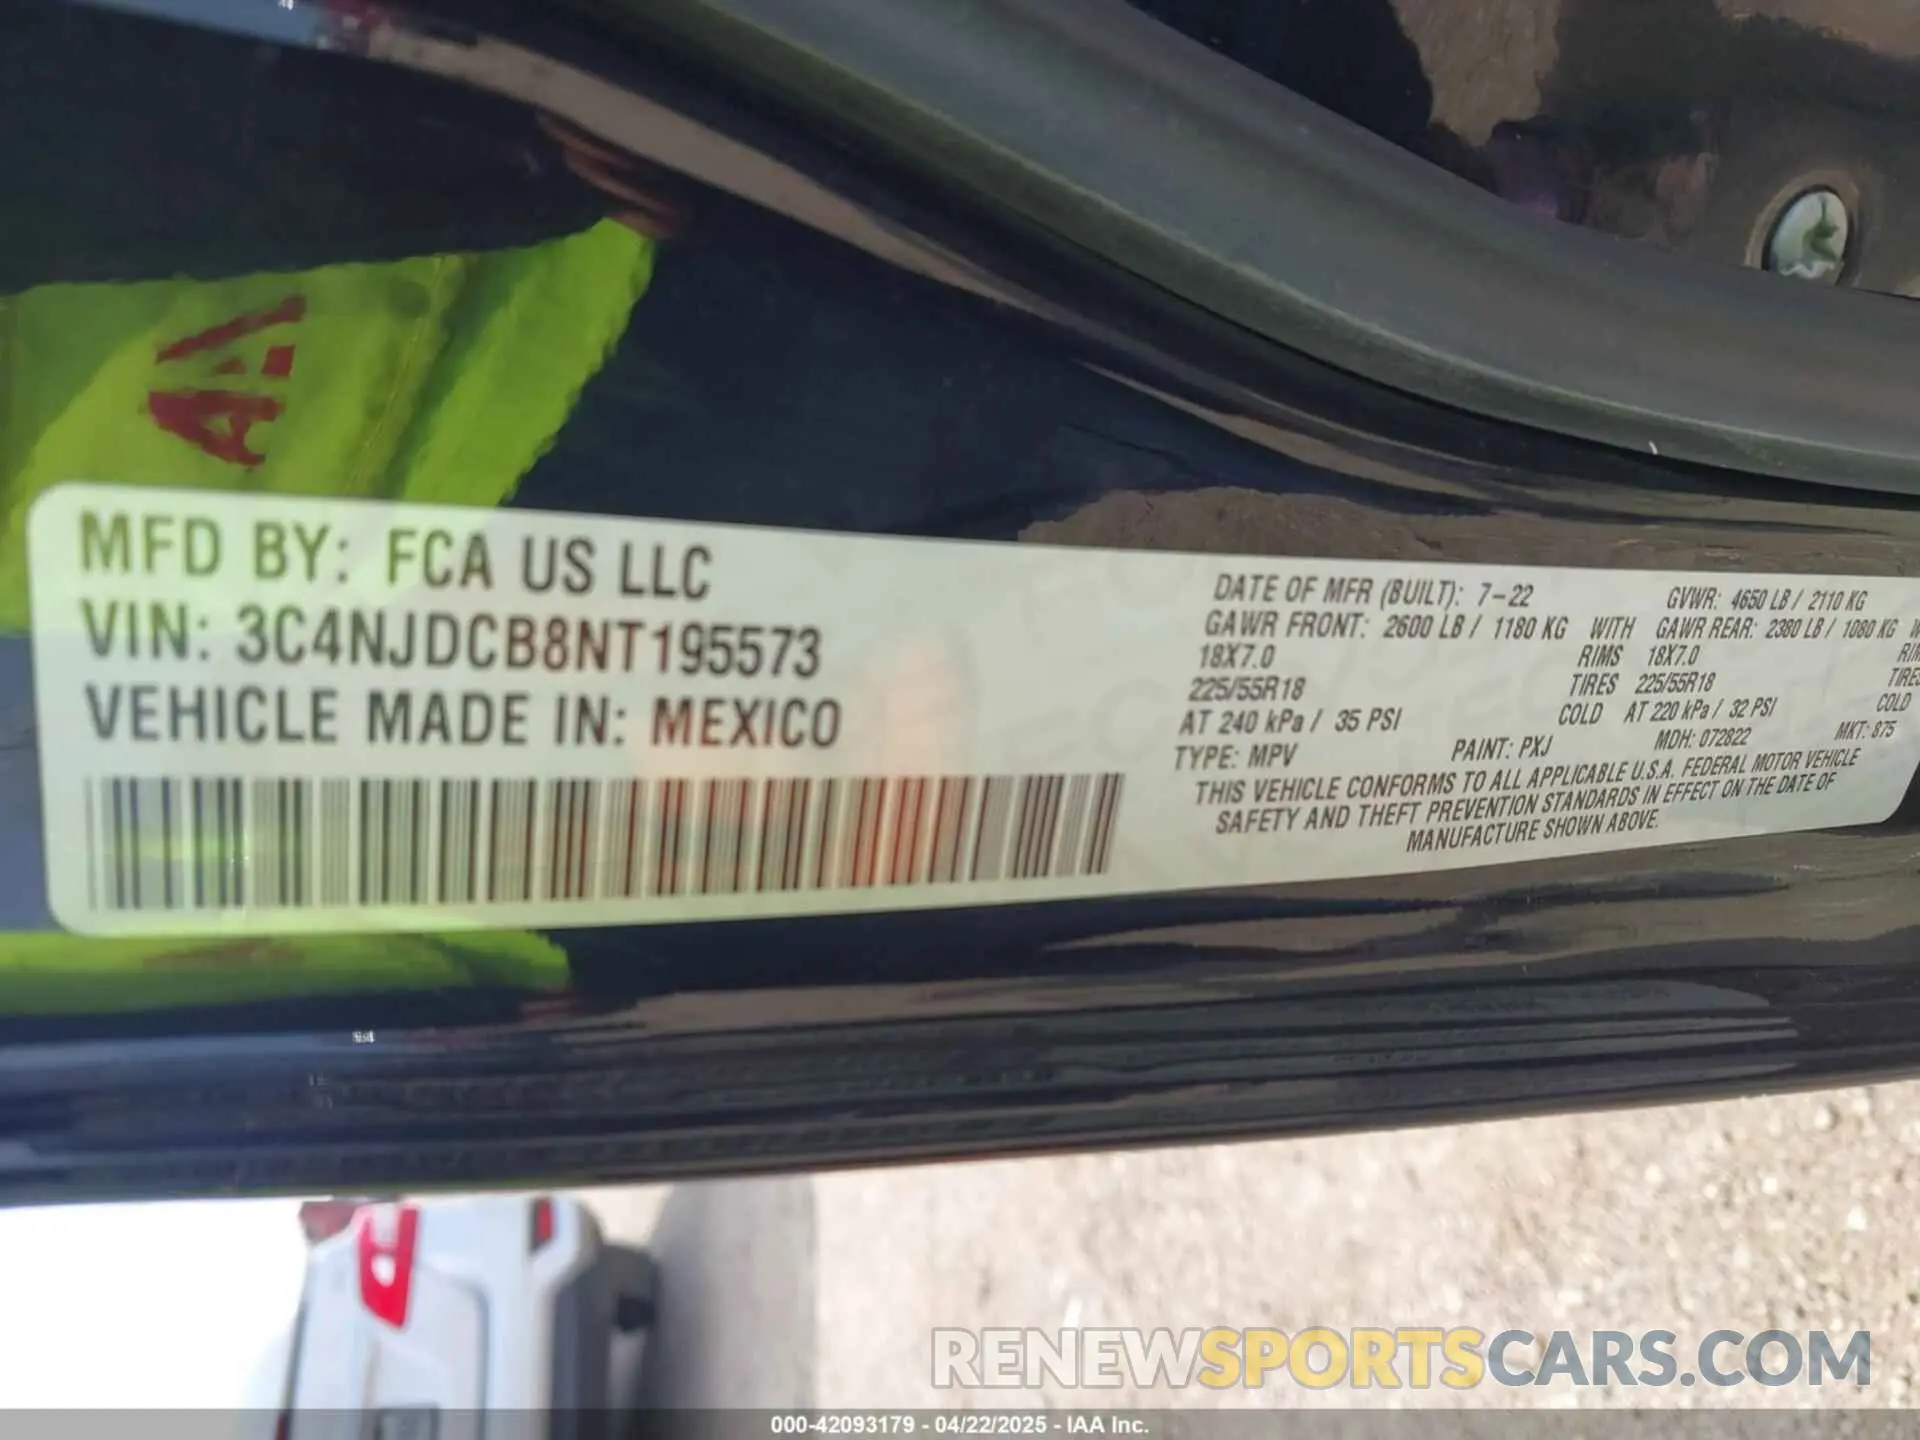 MFD BY: FCA US LLC
VIN: 3C4NJDCB8NT195573
VEHICLE MADE IN: MEXICO
DATE OF MFR (BUILT): 7-22 GVWR: 4650 LB / 2110 KG
GAWR FRONT: 2600 LB / 1180 KG WITH GAWR REAR: 2380 LB / 1080 KG
18X7.0 RIMS 18X7.0
225/55R18 TIRES 225/55R18 TIRES
AT 240 kPa / 35 PSI COLD AT 220 kPa / 32 PSI COLD
TYPE: MPV PAINT: PXJ MDH: 072822 MKT: 875
THIS VEHICLE CONFORMS TO ALL APPLICABLE U.S.A. FEDERAL MOTOR VEHICLE
SAFETY AND THEFT PREVENTION STANDARDS IN EFFECT ON THE DATE OF
MANUFACTURE SHOWN ABOVE.
RENEWSPORTSCARS.COM
000-42093179 - 04/22/2025 - IAA Inc.